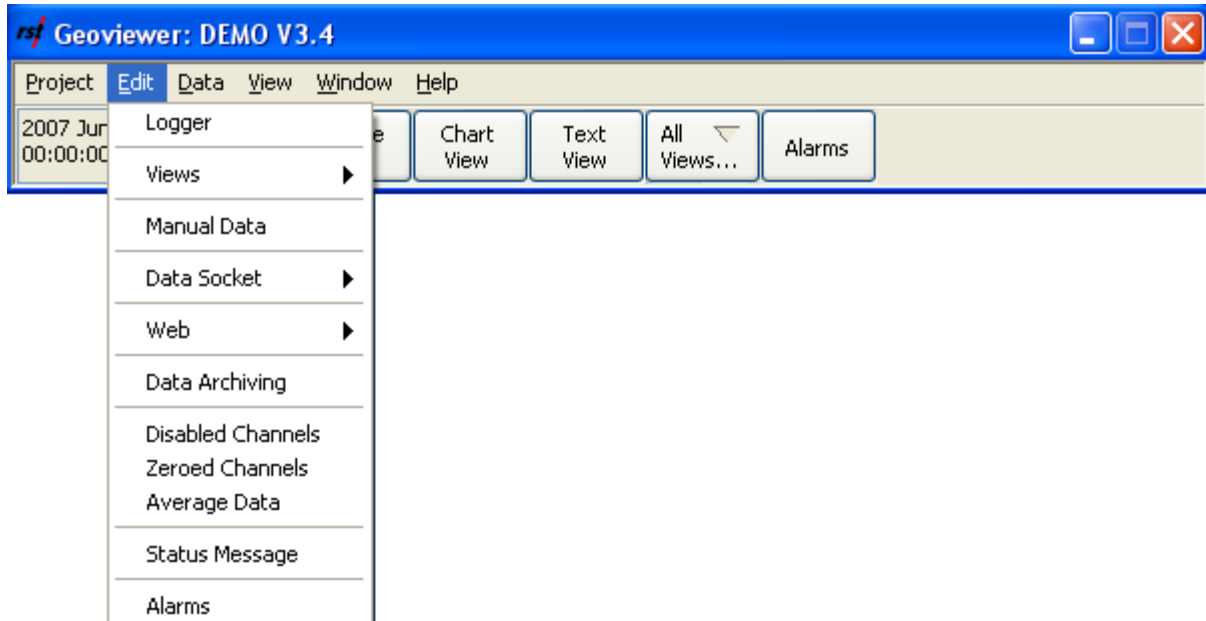 rst Geoviewer: DEMO V3.4
Project Edit Data View Window Help
2007 Jun
00:00:00
Chart
View
Text
View
All
Views...
Alarms
Logger
Views
Manual Data
Data Socket
Web
Data Archiving
Disabled Channels
Zeroed Channels
Average Data
Status Message
Alarms